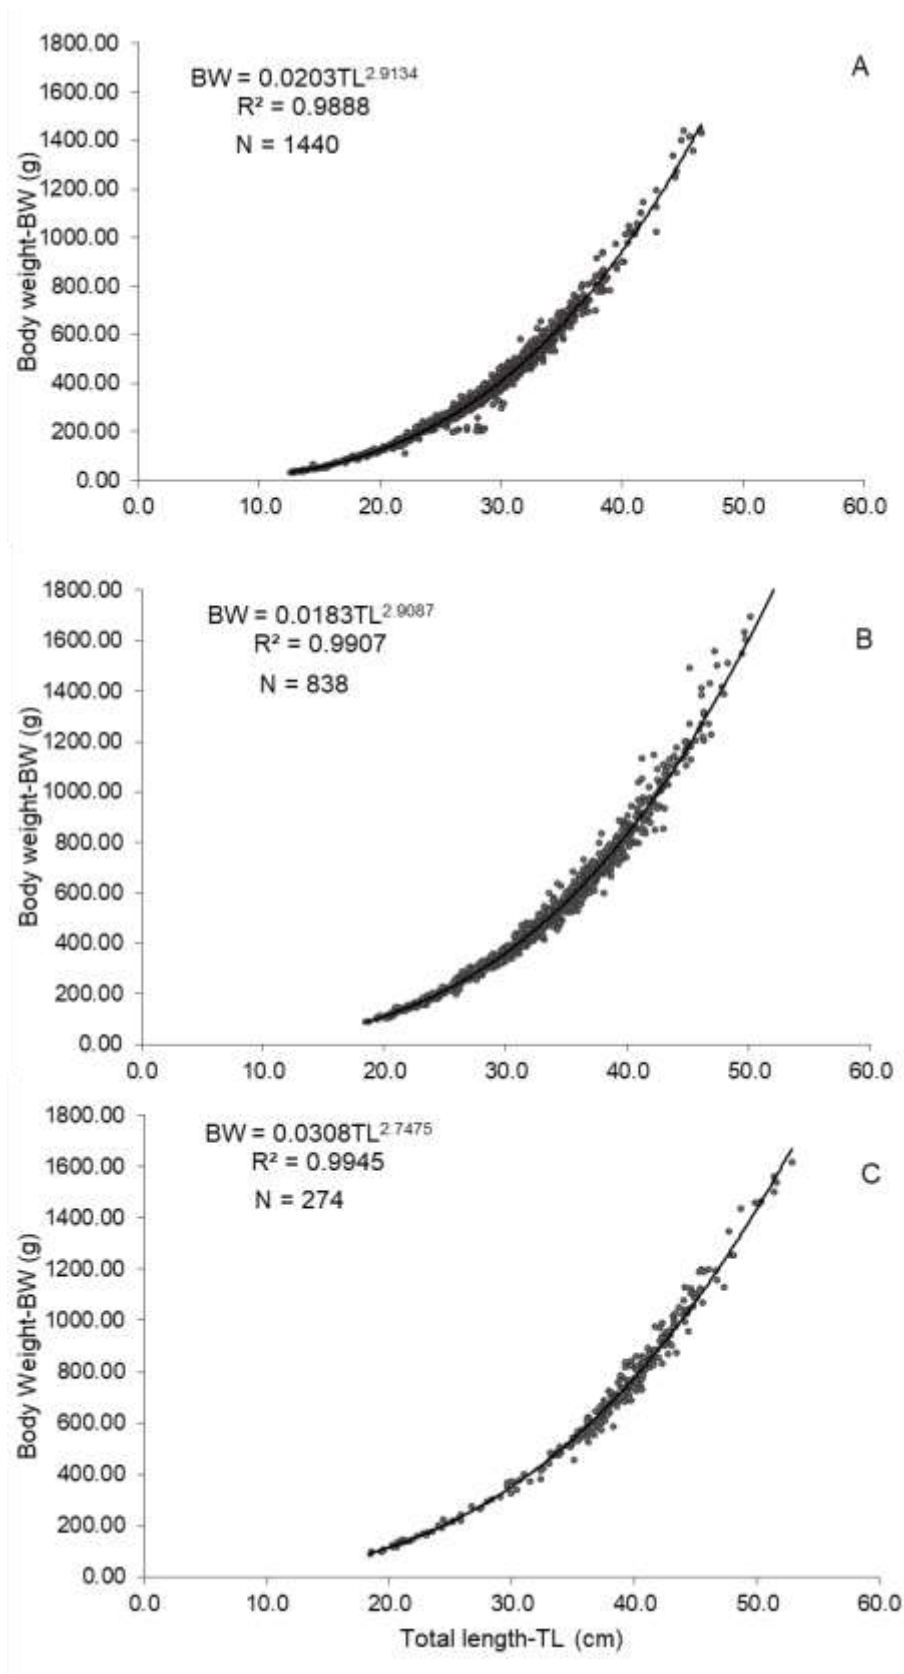 1800.00
1600.00
1400.00
1200.00
1000.00
800.00
600.00
400.00
200.00
0.00
Body weight-BW (g)
BW = 0.0203TL^2.9134
R² = 0.9888
N = 1440
A
0.0 10.0 20.0 30.0 40.0 50.0 60.0
1800.00
1600.00
1400.00
1200.00
1000.00
800.00
600.00
400.00
200.00
0.00
Body weight-BW (g)
BW = 0.0183TL^2.9087
R² = 0.9907
N = 838
B
0.0 10.0 20.0 30.0 40.0 50.0 60.0
1800.00
1600.00
1400.00
1200.00
1000.00
800.00
600.00
400.00
200.00
0.00
Body Weight-BW (g)
BW = 0.0308TL^2.7475
R² = 0.9945
N = 274
C
0.0 10.0 20.0 30.0 40.0 50.0 60.0
Total length-TL (cm)